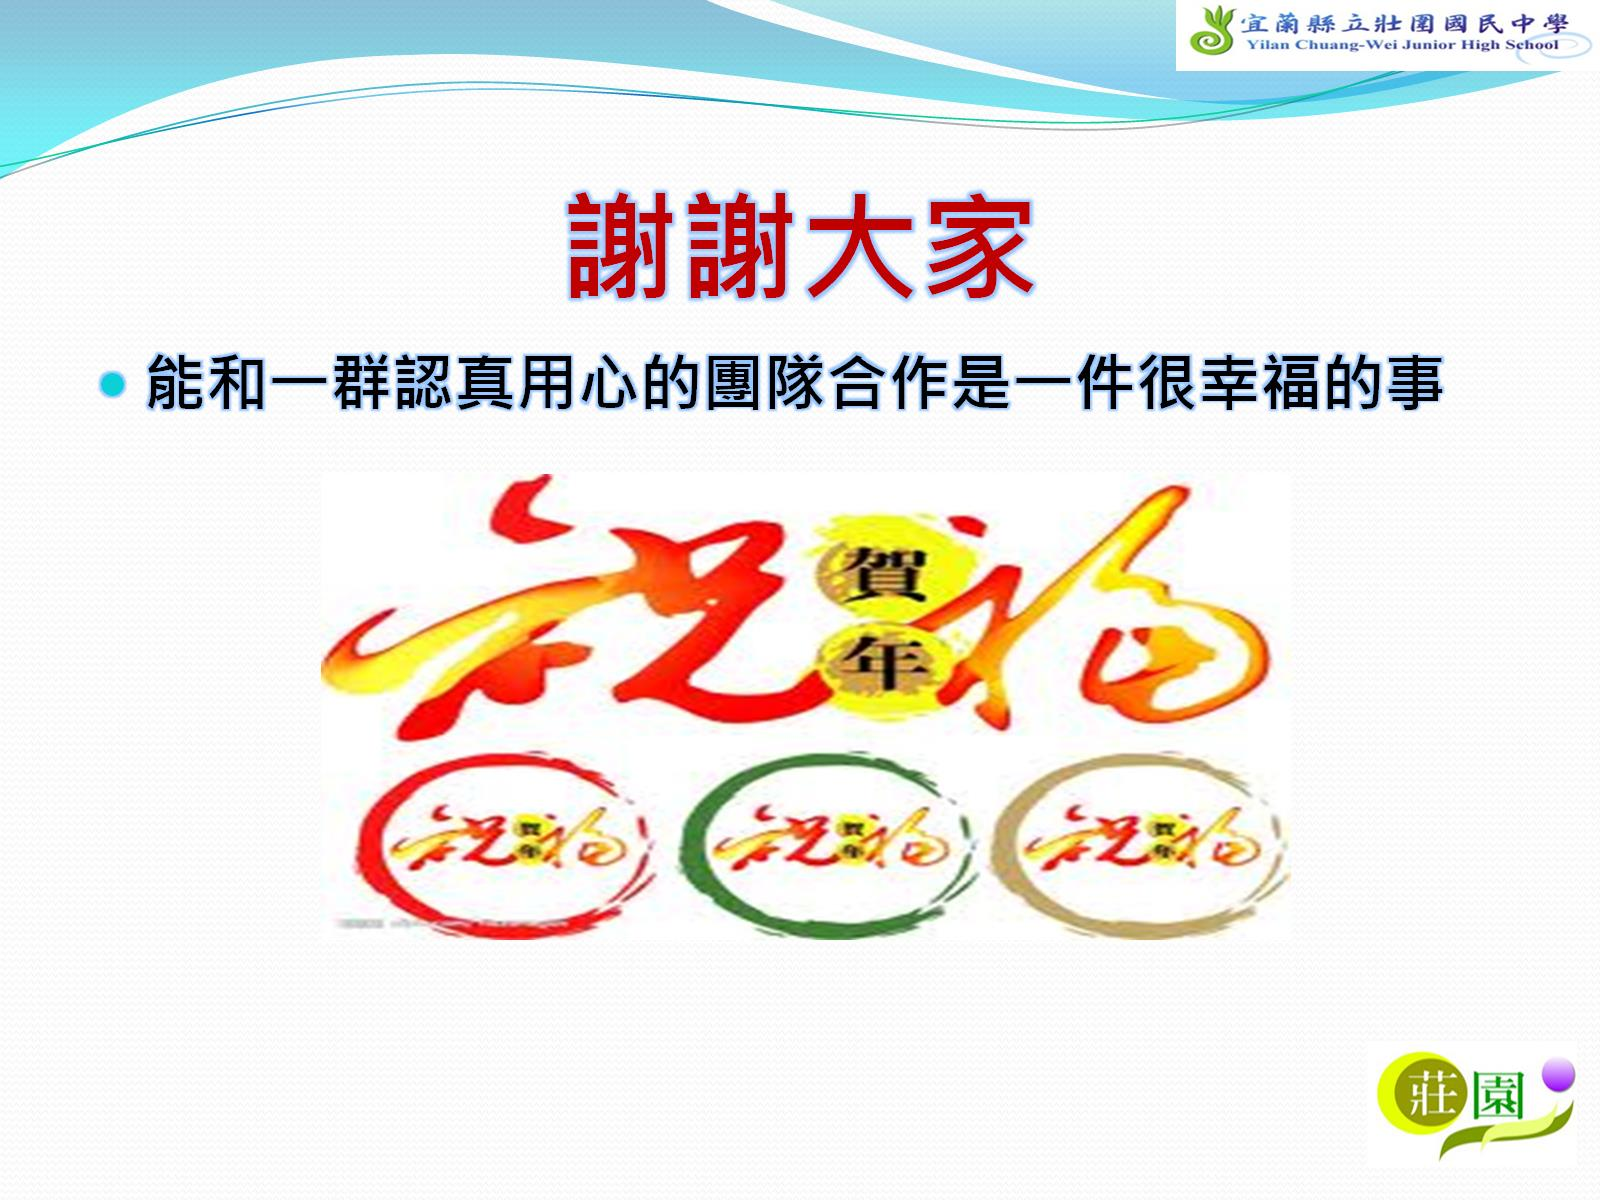 宜蘭縣立壯圍國民中學
Yilan Chuang-Wei Junior High School
謝謝大家
能和一群認真用心的團隊合作是一件很幸福的事
祝福
賀
年
祝福
賀
年
祝福
賀
年
祝福
賀
年
莊園